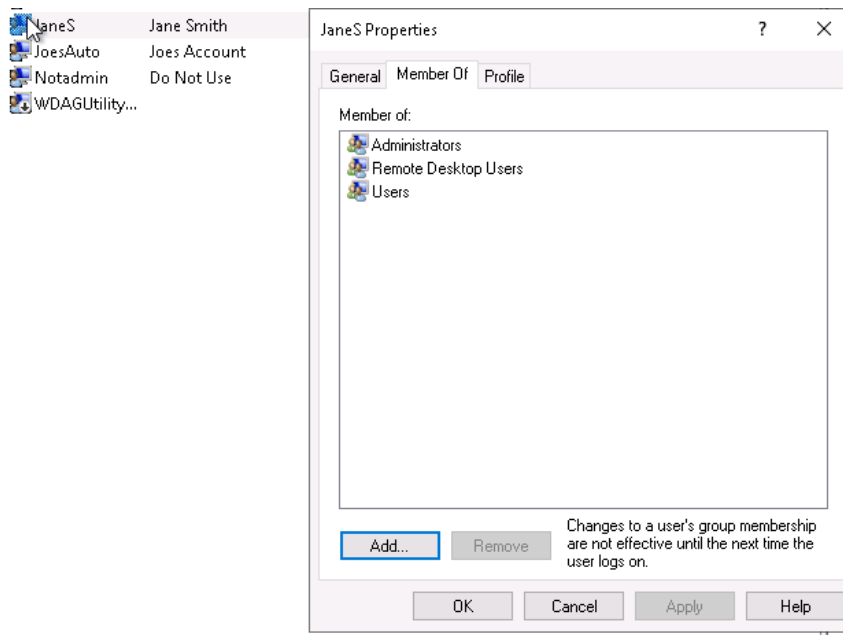 JaneS Jane Smith
JoesAuto Joes Account
Notadmin Do Not Use
WDAGUtility...
JaneS Properties
? ×
General Member Of Profile
Member of:
Administrators
Remote Desktop Users
Users
Add... Remove
Changes to a user's group membership
are not effective until the next time the
user logs on.
OK Cancel Apply Help